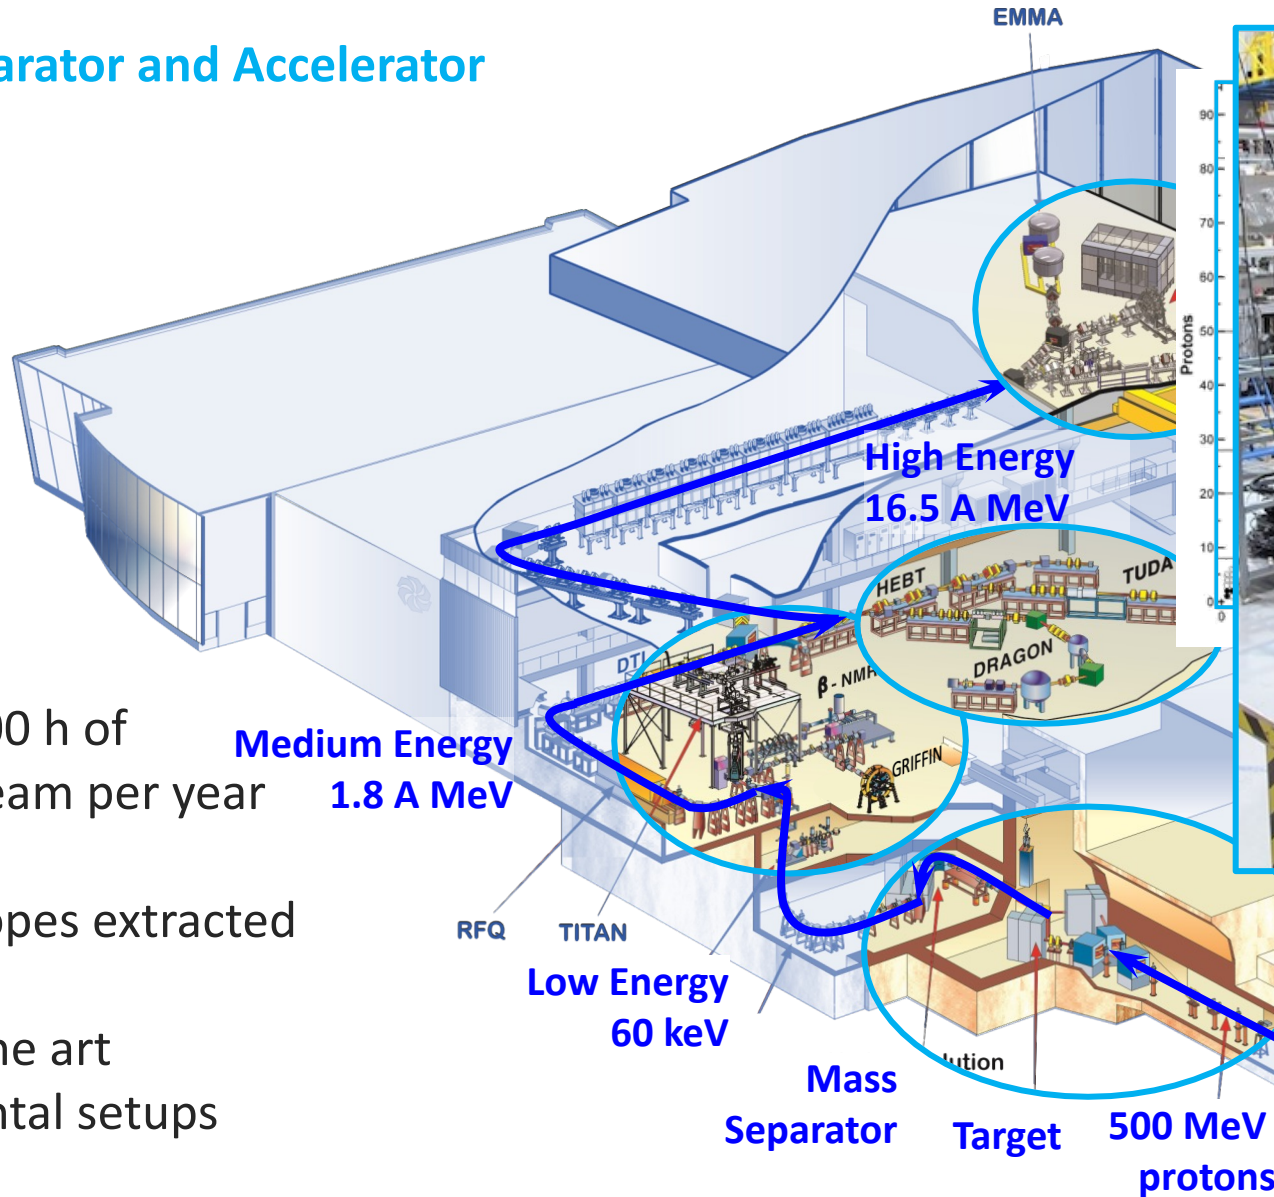 EMMA
arator and Accelerator
90
80
70
60
50
40
30
20
10
0
0
Protons
High Energy
16.5 A MeV
HEBT
TUDA
DRAGON
DTL
β - NMR
GRIFFIN
00 h of
eam per year
Medium Energy
1.8 A MeV
opes extracted
RFQ
TITAN
Low Energy
60 keV
he art
ntal setups
lution
Mass
Separator
Target
500 MeV
protons